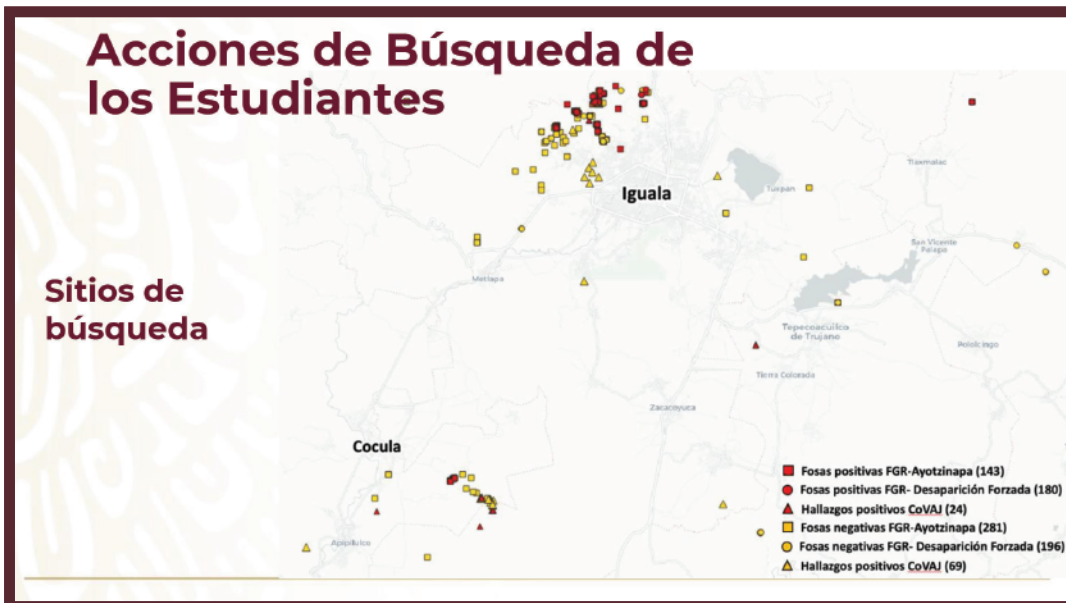 Acciones de Búsqueda de
los Estudiantes
Tlaxmalac
Tuxpan
Iguala
San Vicente
Palapa
Metlapa
Sitios de
búsqueda
Tepecoacuilco
de Trujano
Pololcingo
Tierra Colorada
Zacacoyuca
Cocula
Apipilulco
Fosas positivas FGR-Ayotzinapa (143)
Fosas positivas FGR- Desaparición Forzada (180)
Hallazgos positivos CoVAJ (24)
Fosas negativas FGR-Ayotzinapa (281)
Fosas negativas FGR- Desaparición Forzada (196)
Hallazgos positivos CoVAJ (69)